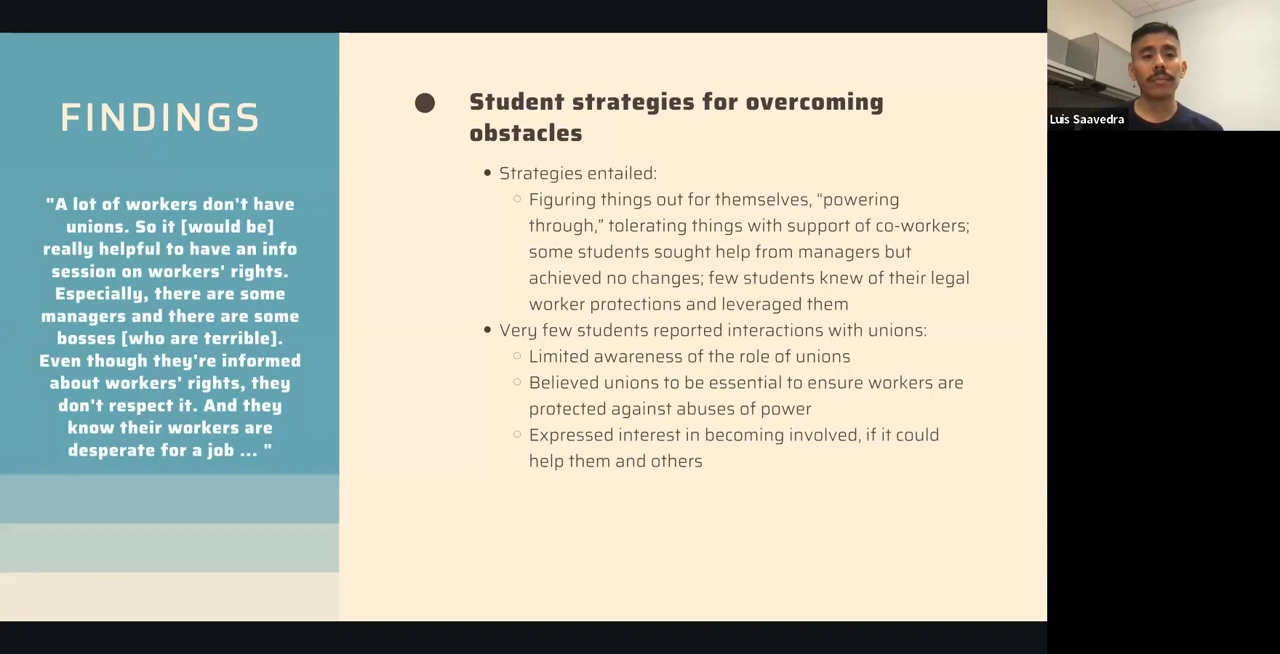 FINDINGS
"A lot of workers don't have
unions. So it [would be]
really helpful to have an info
session on workers' rights.
Especially, there are some
managers and there are some
bosses [who are terrible].
Even though they're informed
about workers' rights, they
don't respect it. And they
know their workers are
desperate for a job ... "
Student strategies for overcoming
obstacles
Strategies entailed:
Figuring things out for themselves, “powering
through,” tolerating things with support of co-workers;
some students sought help from managers but
achieved no changes; few students knew of their legal
worker protections and leveraged them
Very few students reported interactions with unions:
Limited awareness of the role of unions
Believed unions to be essential to ensure workers are
protected against abuses of power
Expressed interest in becoming involved, if it could
help them and others
Luis Saavedra